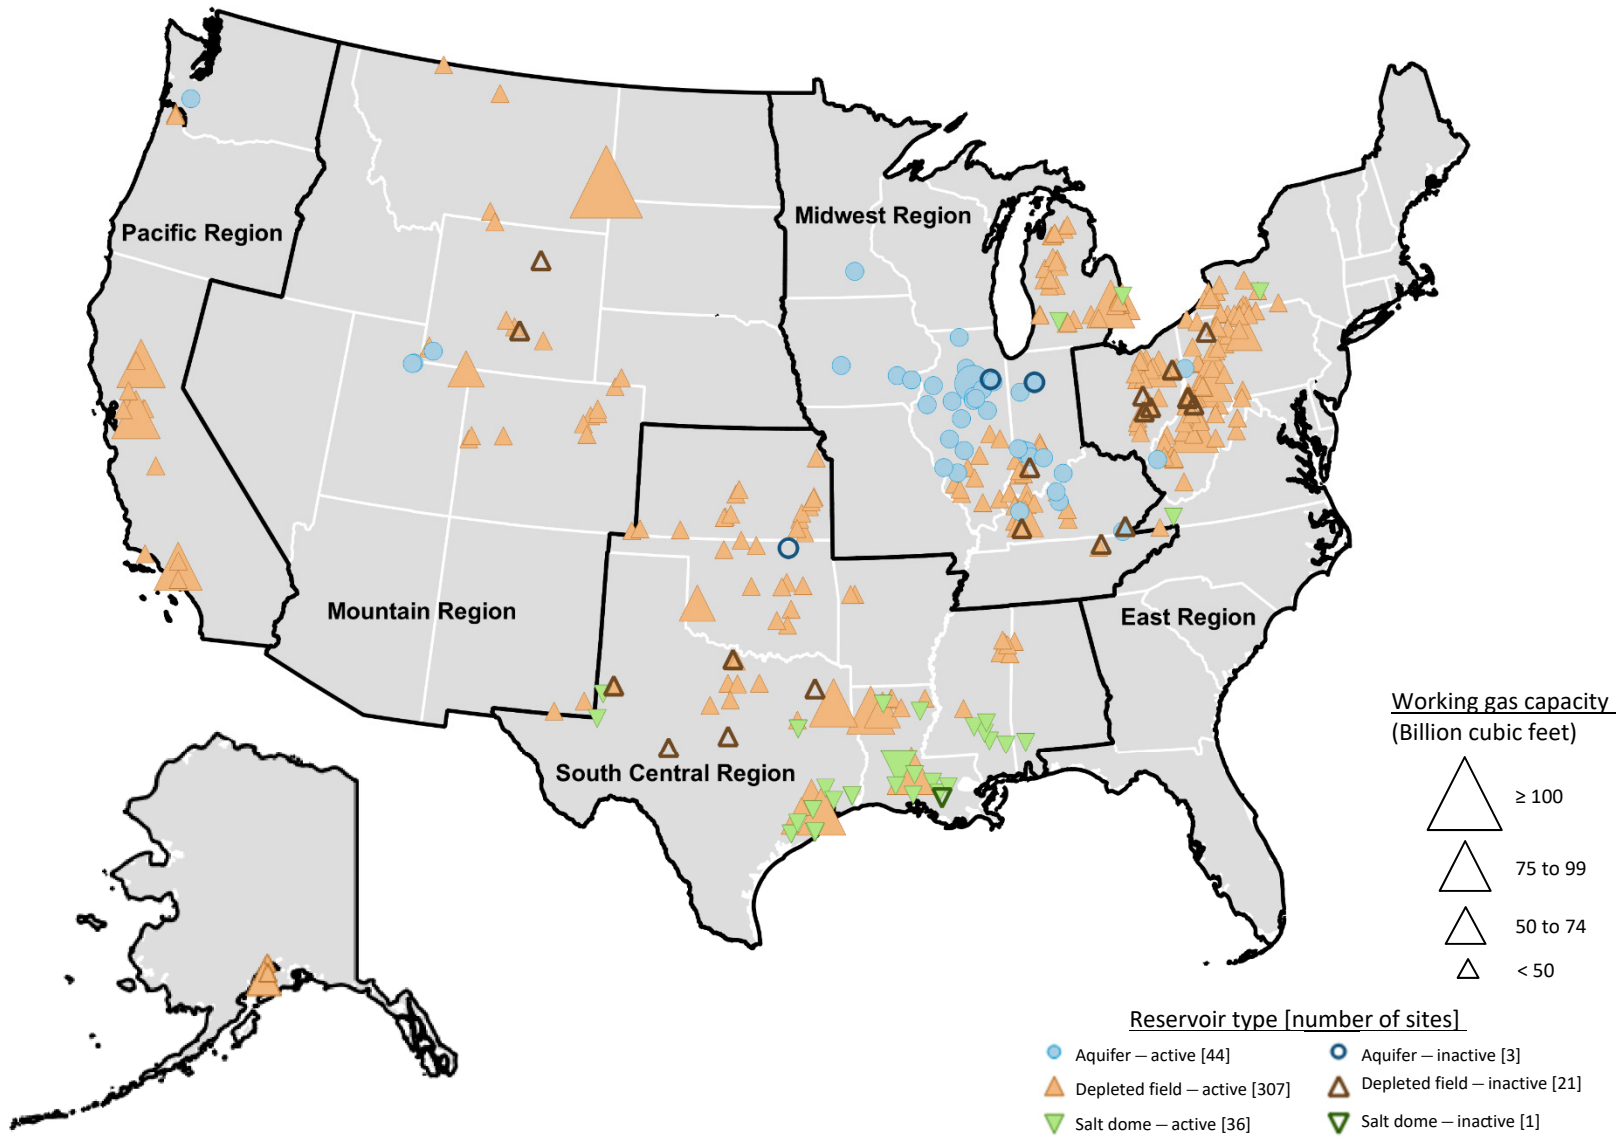 Pacific Region
Midwest Region
Mountain Region
East Region
South Central Region
Working gas capacity
(Billion cubic feet)
≥ 100
75 to 99
50 to 74
< 50
Reservoir type [number of sites]
Aquifer – active [44]
Aquifer – inactive [3]
Depleted field – active [307]
Depleted field – inactive [21]
Salt dome – active [36]
Salt dome – inactive [1]